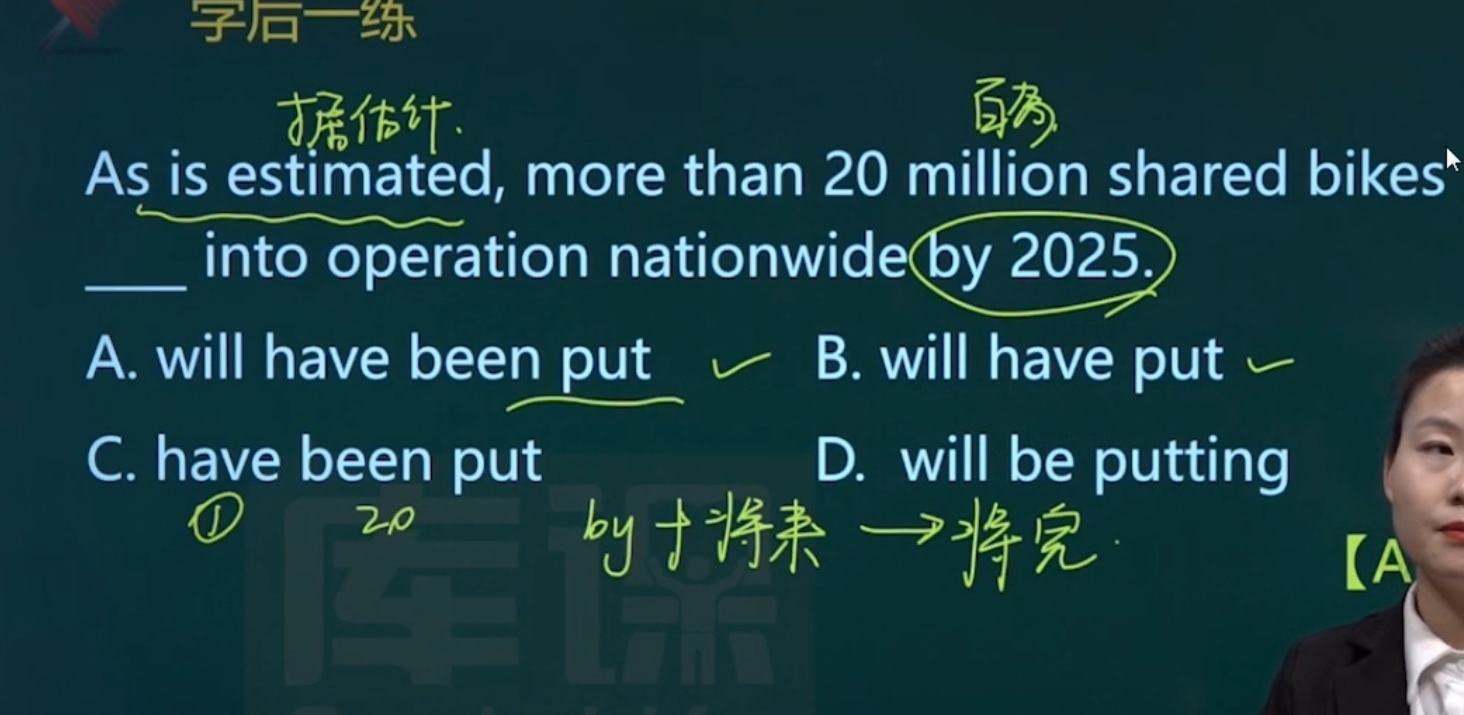 学后一练
据估计.
百万
As is estimated, more than 20 million shared bikes
____ into operation nationwide by 2025.
A. will have been put ✓ B. will have put ✓
C. have been put D. will be putting
① 20 by+将来 → 将完.
【A
库课